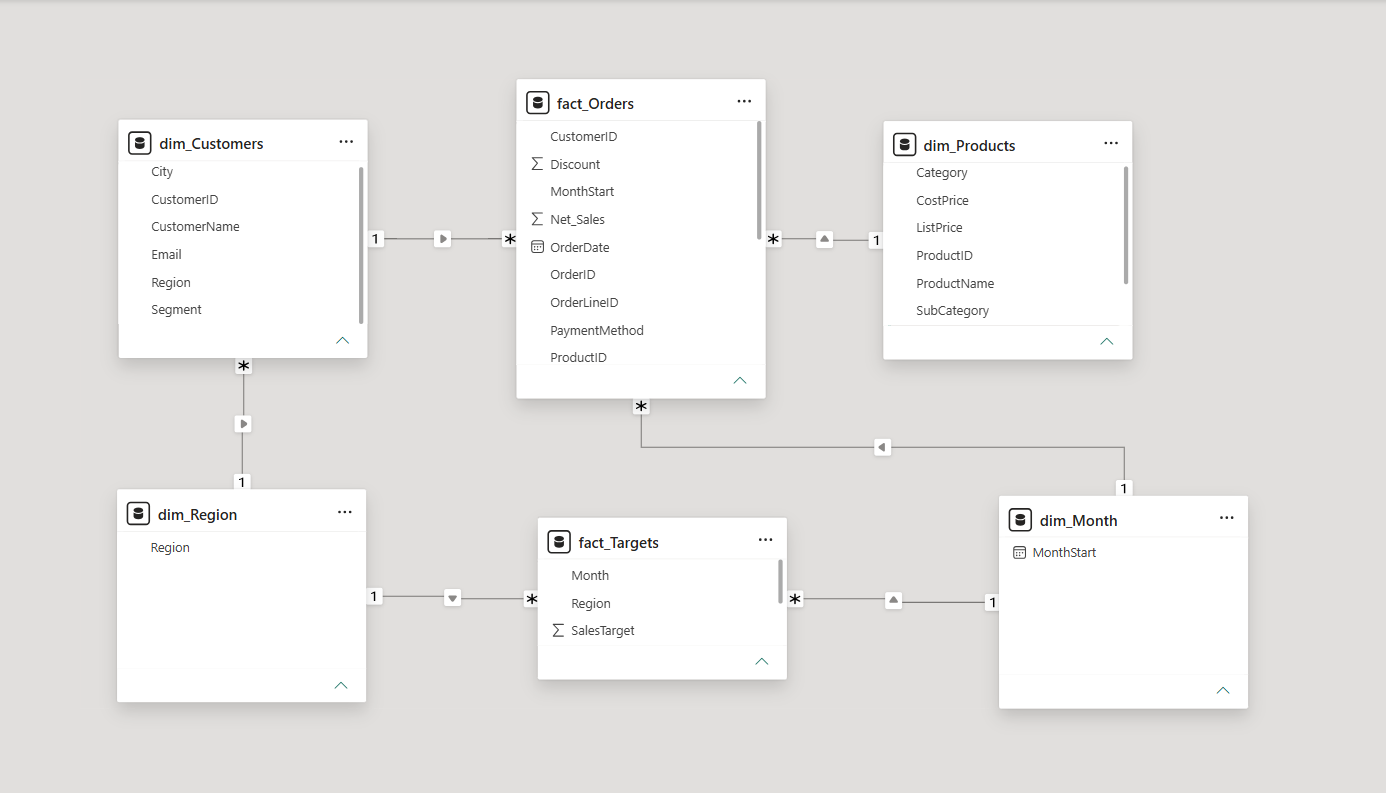 dim_Customers
City
CustomerID
CustomerName
Email
Region
Segment
1
*
fact_Orders
CustomerID
Discount
MonthStart
Net_Sales
OrderDate
OrderID
OrderLineID
PaymentMethod
ProductID
*
1
dim_Products
Category
CostPrice
ListPrice
ProductID
ProductName
SubCategory
*
1
*
1
dim_Region
Region
1
*
fact_Targets
Month
Region
SalesTarget
*
1
dim_Month
MonthStart